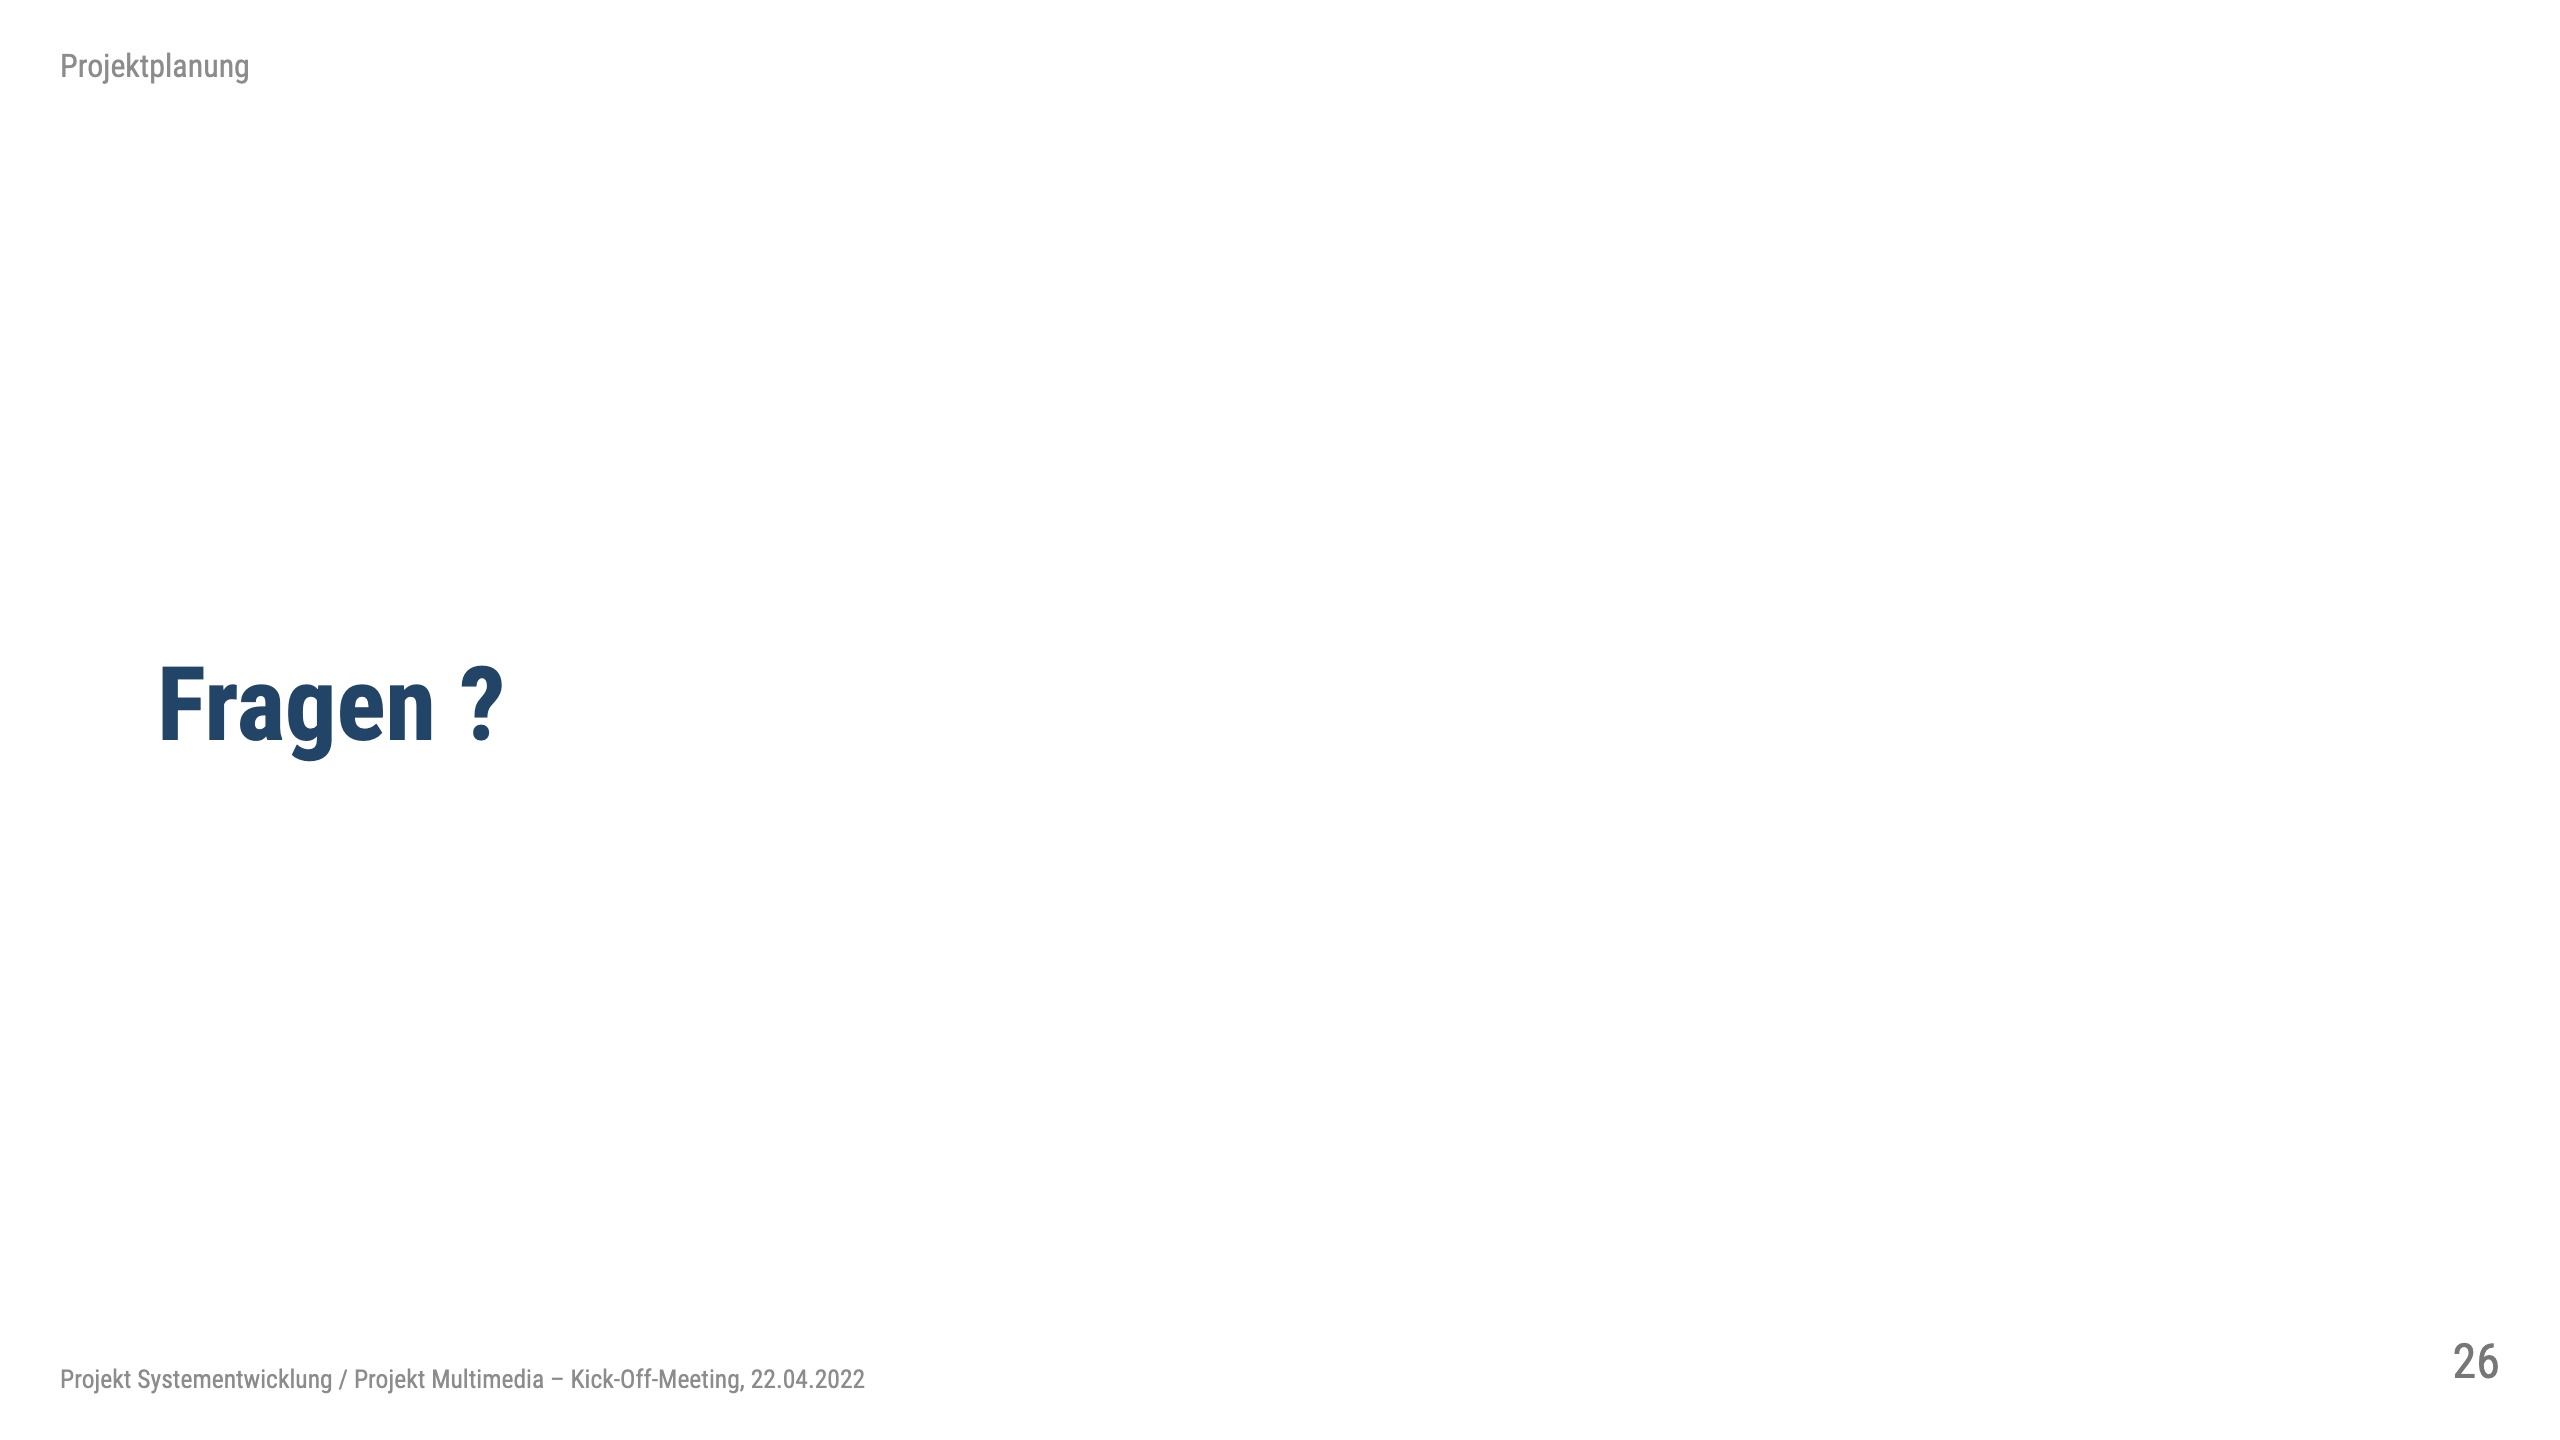 Projektplanung
Fragen ?
Projekt Systementwicklung / Projekt Multimedia – Kick-Off-Meeting, 22.04.2022
26